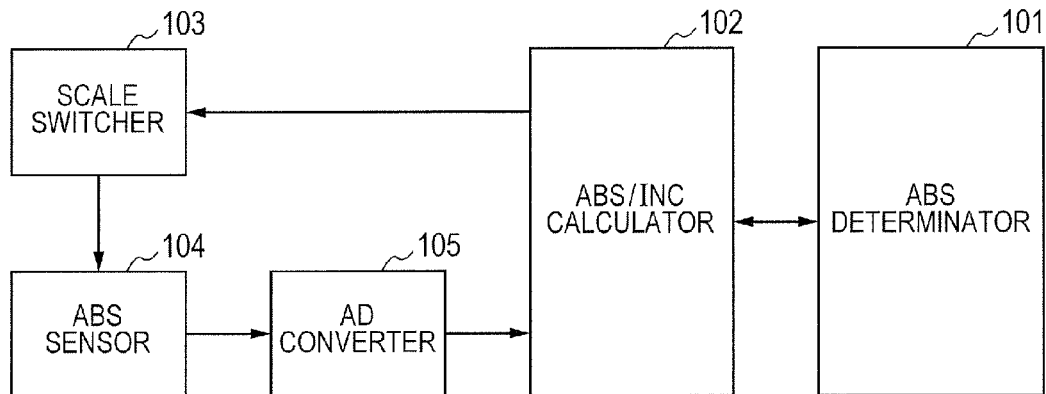 103
SCALE
SWITCHER
102
ABS/INC
CALCULATOR
101
ABS
DETERMINATOR
104
ABS
SENSOR
105
AD
CONVERTER